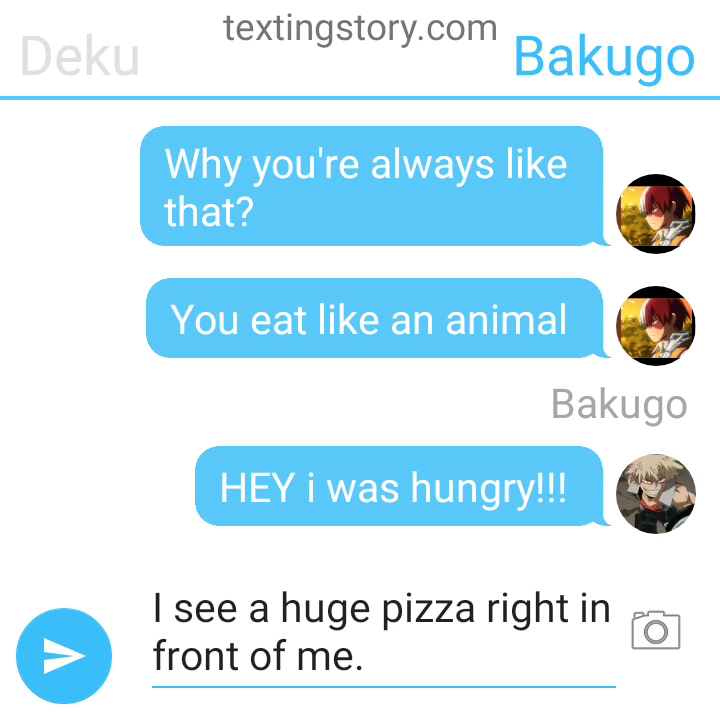 textingstory.com
Deku
Bakugo
Why you're always like
that?
You eat like an animal
Bakugo
HEY i was hungry!!!
I see a huge pizza right in
front of me.